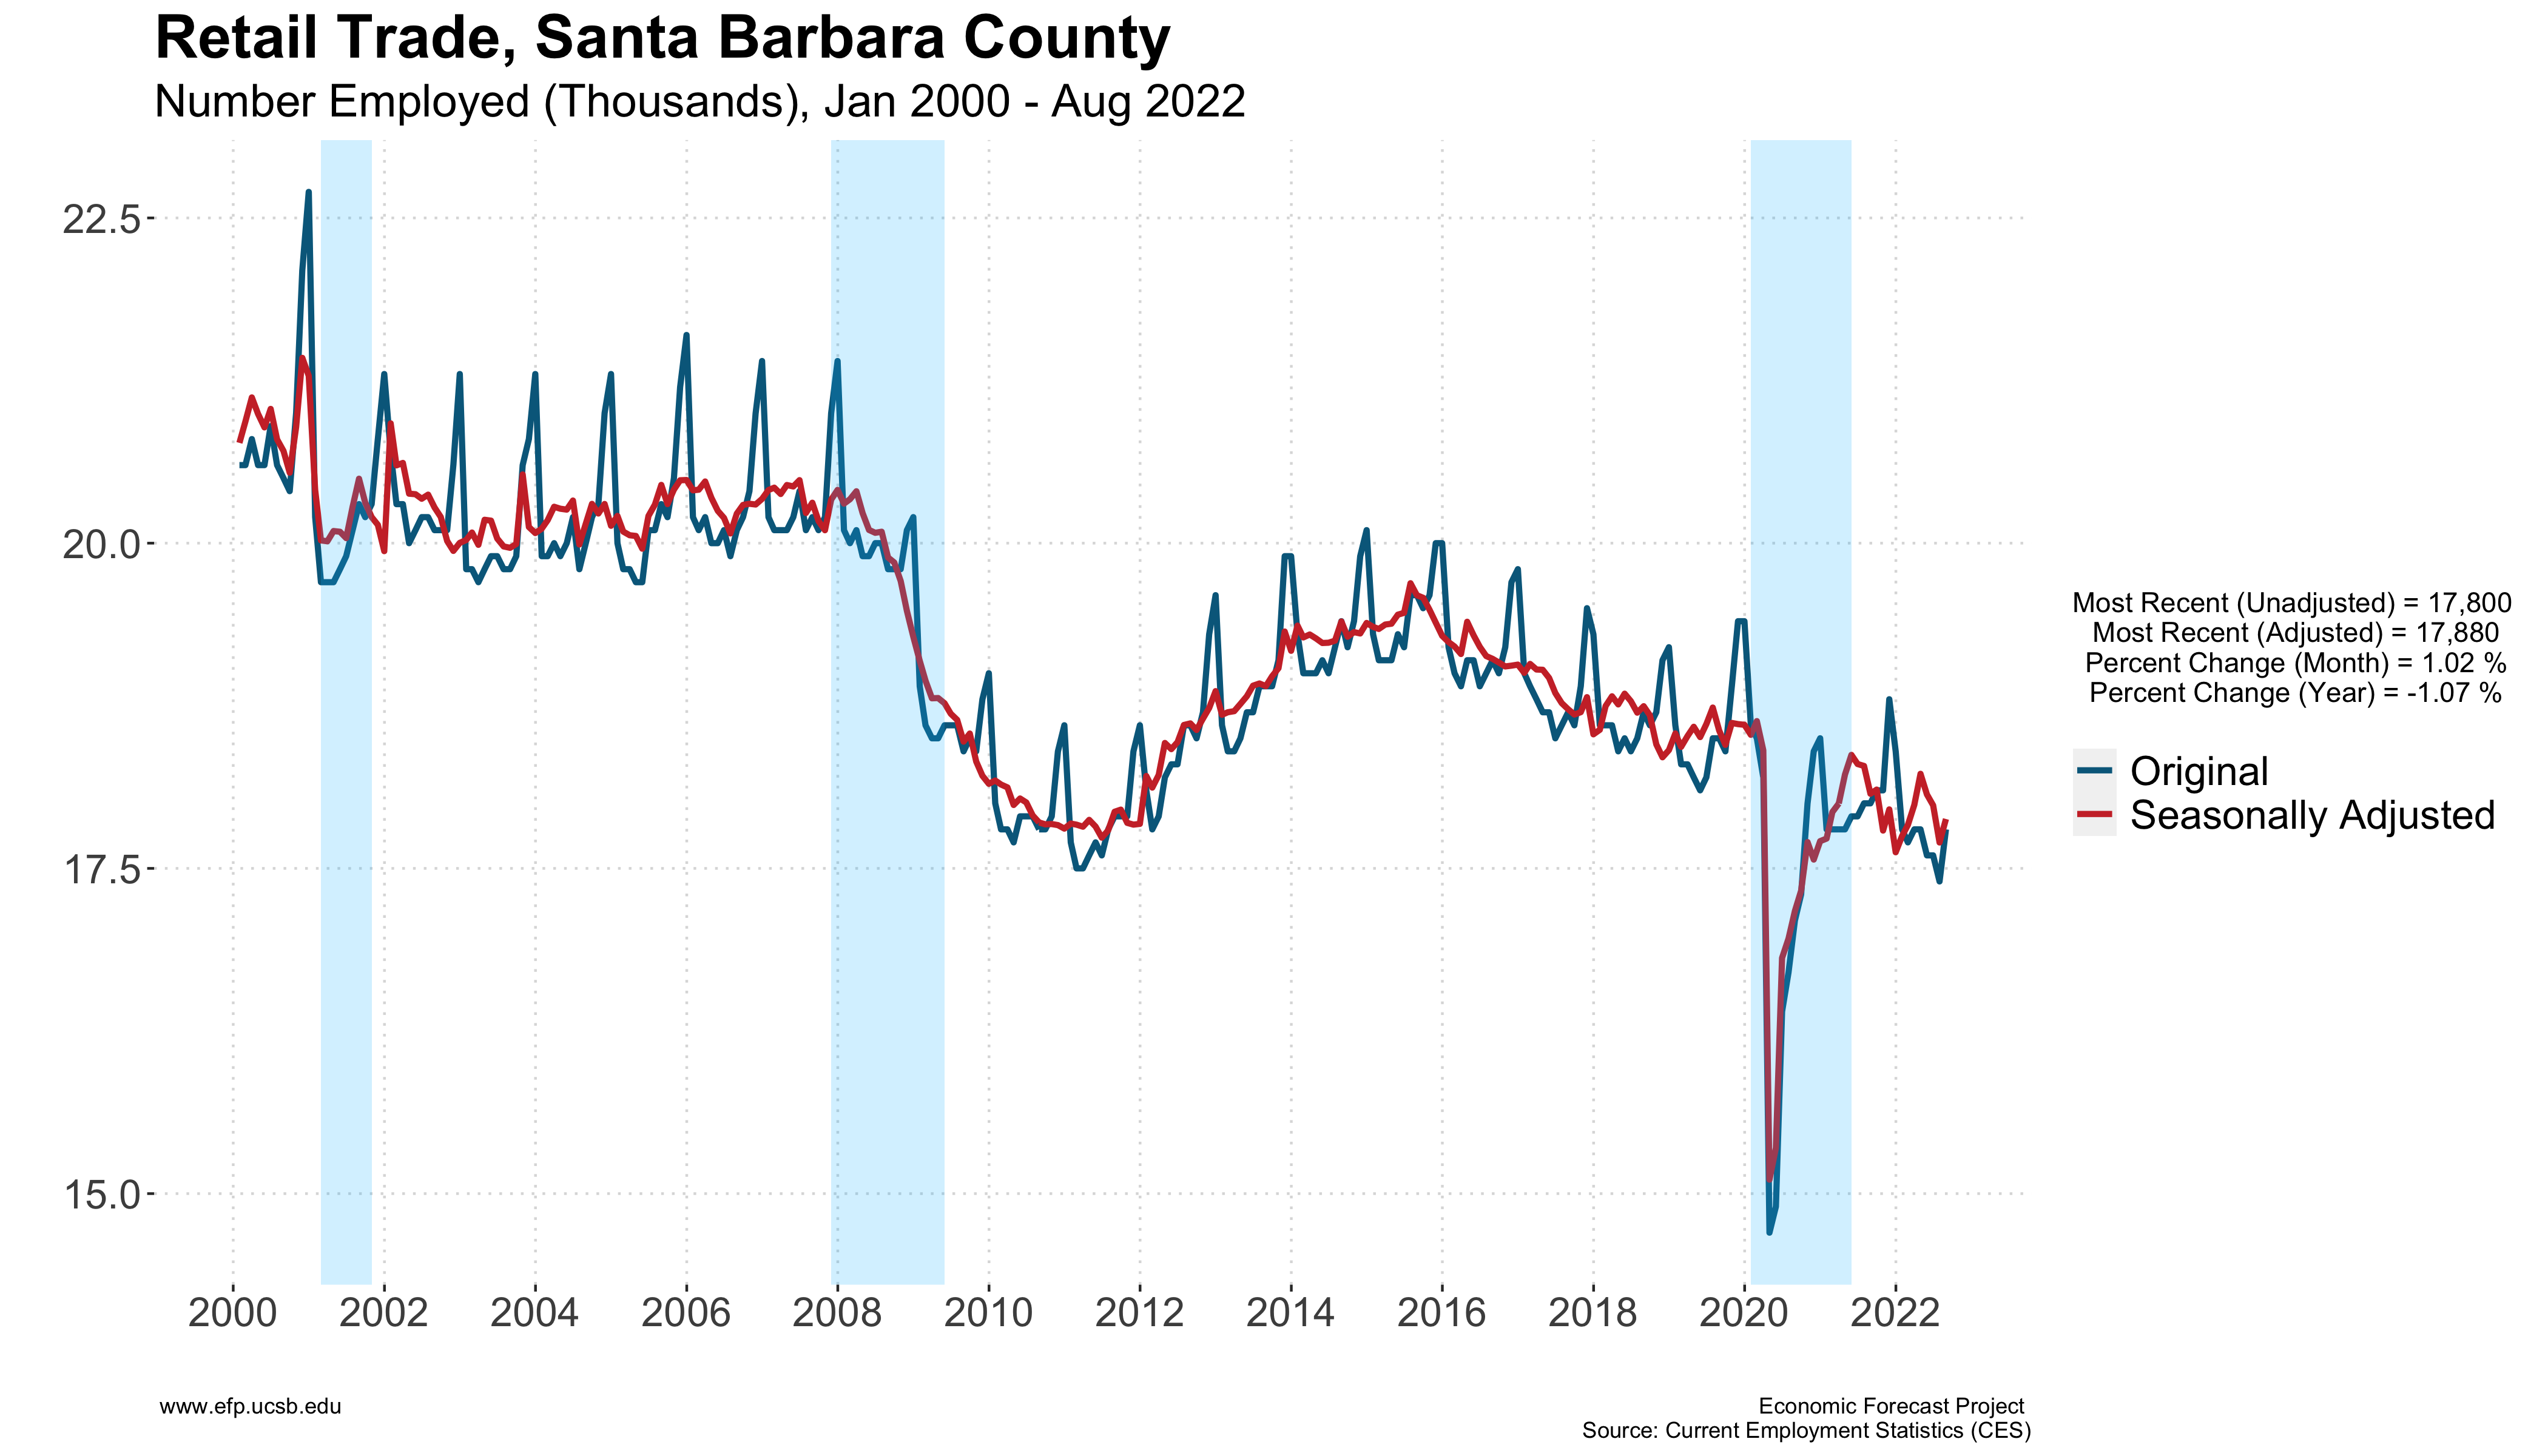 Retail Trade, Santa Barbara County
Number Employed (Thousands), Jan 2000 - Aug 2022
22.5
20.0
17.5
15.0
2000 2002 2004 2006 2008 2010 2012 2014 2016 2018 2020 2022
Most Recent (Unadjusted) = 17,800
Most Recent (Adjusted) = 17,880
Percent Change (Month) = 1.02 %
Percent Change (Year) = -1.07 %
Original
Seasonally Adjusted
www.efp.ucsb.edu
Economic Forecast Project
Source: Current Employment Statistics (CES)